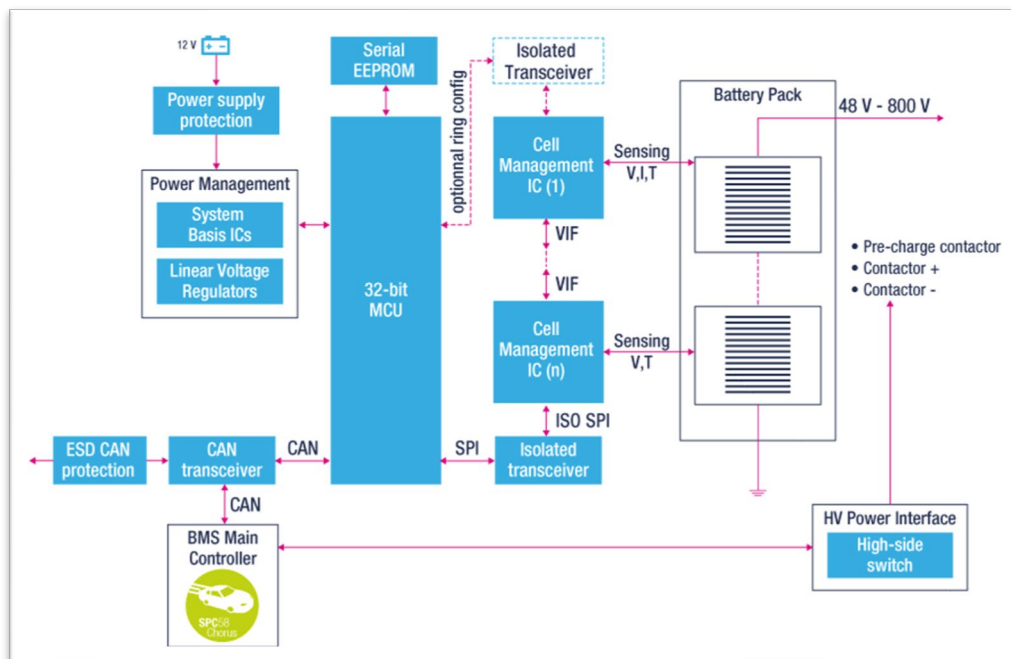 12 V
Power supply
protection
Power Management
System
Basis ICs
Linear Voltage
Regulators
Serial
EEPROM
32-bit
MCU
optionnal ring config
Isolated
Transceiver
Cell
Management
IC (1)
VIF
VIF
Cell
Management
IC (n)
ISO SPI
Isolated
transceiver
SPI
Sensing
V,I,T
Sensing
V,T
Battery Pack
48 V - 800 V
• Pre-charge contactor
• Contactor +
• Contactor -
ESD CAN
protection
CAN
transceiver
CAN
CAN
BMS Main
Controller
SPC58
Chorus
HV Power Interface
High-side
switch